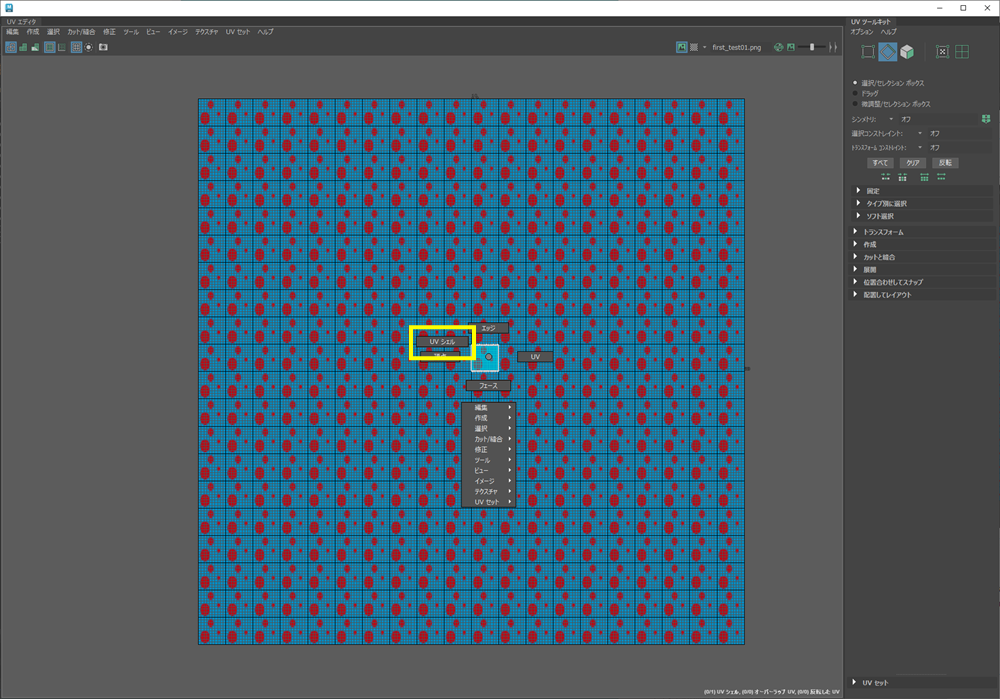 UV エディタ
編集 作成 選択 カット/縫合 修正 ツール ビュー イメージ テクスチャ UV セット ヘルプ
first_test01.png
エッジ
UV シェル
頂点
UV
フェース
編集
作成
選択
カット/縫合
修正
ツール
ビュー
イメージ
テクスチャ
UV セット
(0/1) UV シェル, (0/0) オーバーラップ UV, (0/0) 反転した UV
UV ツールキット
オプション ヘルプ
選択/セレクション ボックス
ドラッグ
微調整/セレクション ボックス
シンメトリ: オフ
選択コンストレイント: オフ
トランスフォーム コンストレイント: オフ
すべて クリア 反転
固定
タイプ別に選択
ソフト選択
トランスフォーム
作成
カットと縫合
展開
位置合わせしてスナップ
配置してレイアウト
UV セット